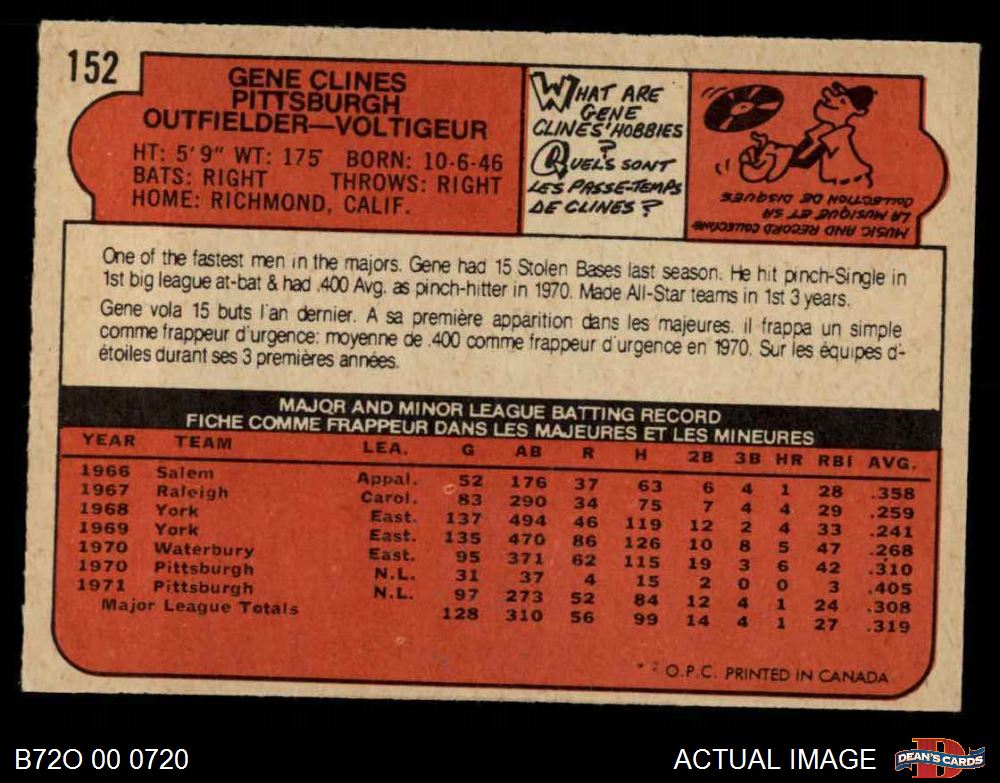 152
GENE CLINES
PITTSBURGH
OUTFIELDER—VOLTIGEUR
HT: 5'9" WT: 175 BORN: 10-6-46
BATS: RIGHT THROWS: RIGHT
HOME: RICHMOND, CALIF.
WHAT ARE
GENE
CLINES' HOBBIES
?
QUELS SONT
LES PASSE-TEMPS
DE CLINES?
MUSIC AND RECORD COLLECTING
LA MUSIQUE ET SA
COLLECTION DE DISQUES
One of the fastest men in the majors. Gene had 15 Stolen Bases last season. He hit pinch-Single in
1st big league at-bat & had .400 Avg. as pinch-hitter in 1970. Made All-Star teams in 1st 3 years.
Gene vola 15 buts l'an dernier. A sa première apparition dans les majeures. il frappa un simple
comme frappeur d'urgence: moyenne de .400 comme frappeur d'urgence en 1970. Sur les équipes d'-
étoiles durant ses 3 premières années.
MAJOR AND MINOR LEAGUE BATTING RECORD
FICHE COMME FRAPPEUR DANS LES MAJEURES ET LES MINEURES
YEAR TEAM LEA. G AB R H 2B 3B HR RBI AVG.
1966 Salem Appal. 52 176 37 63 6 4 1 28 .358
1967 Raleigh Carol. 83 290 34 75 7 4 4 29 .259
1968 York East. 137 494 46 119 12 2 4 33 .241
1969 York East. 135 470 86 126 10 8 5 47 .268
1970 Waterbury East. 95 371 62 115 19 3 6 42 .310
1970 Pittsburgh N.L. 31 37 4 15 2 0 0 3 .405
1971 Pittsburgh N.L. 97 273 52 84 12 4 1 24 .308
Major League Totals 128 310 56 99 14 4 1 27 .319
* O.P.C. PRINTED IN CANADA
B72O 00 0720
ACTUAL IMAGE
DEAN'S CARDS